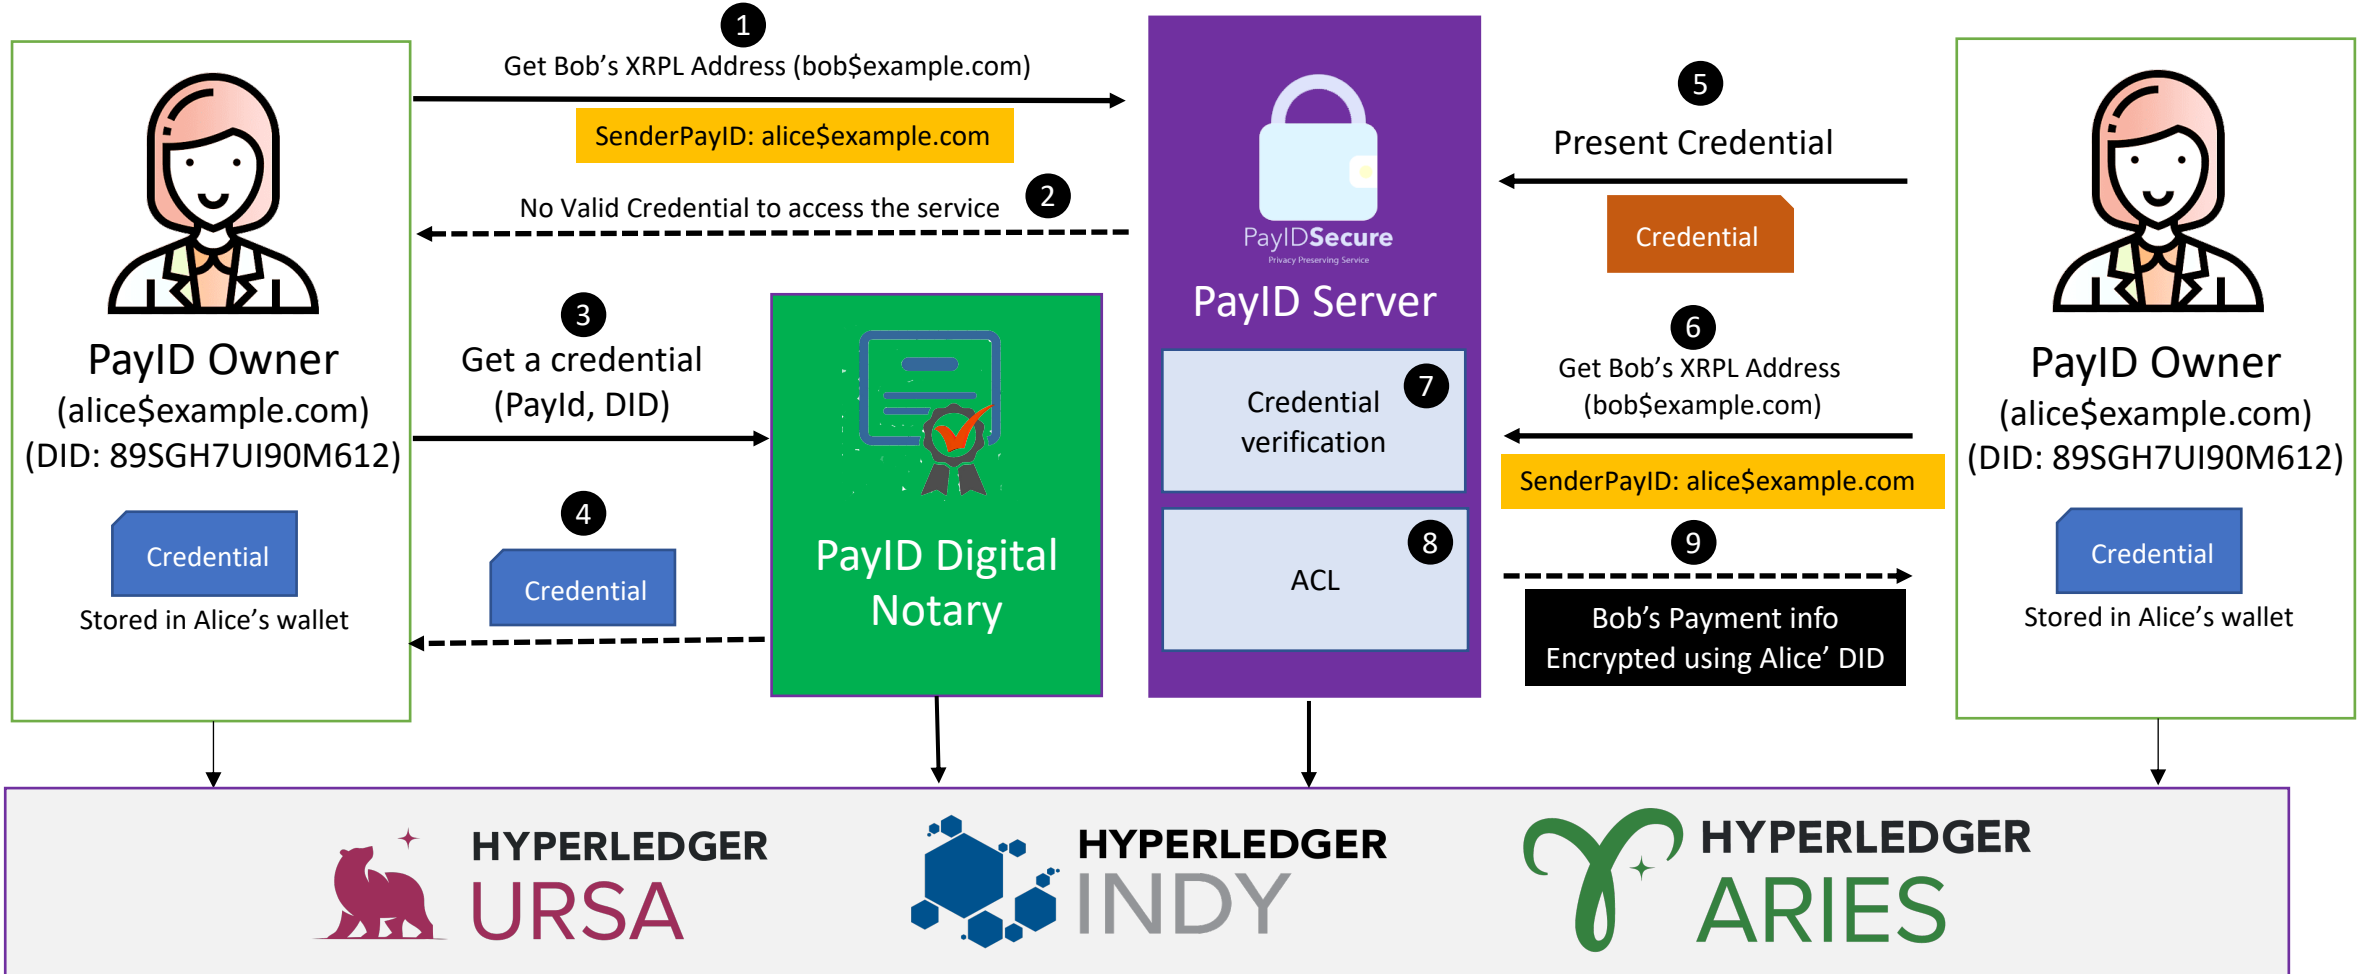 1
Get Bob's XRPL Address (bob$example.com)
SenderPayID: alice$example.com
2
No Valid Credential to access the service
PayID Owner
(alice$example.com)
(DID: 89SGH7UI90M612)
Credential
Stored in Alice's wallet
3
Get a credential
(PayId, DID)
4
Credential
PayID Digital
Notary
PayIDSecure
Privacy Preserving Service
PayID Server
7
Credential
verification
8
ACL
5
Present Credential
Credential
6
Get Bob's XRPL Address
(bob$example.com)
SenderPayID: alice$example.com
9
Bob's Payment info
Encrypted using Alice' DID
PayID Owner
(alice$example.com)
(DID: 89SGH7UI90M612)
Credential
Stored in Alice's wallet
HYPERLEDGER
URSA
HYPERLEDGER
INDY
HYPERLEDGER
ARIES